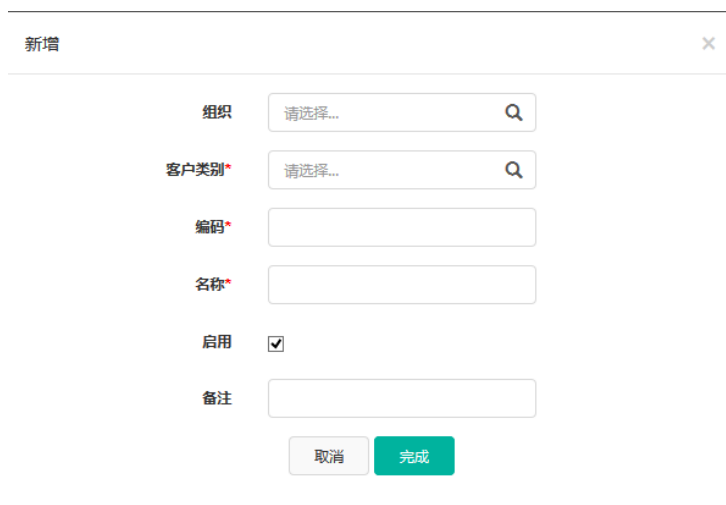 新增 ×
组织 请选择...
客户类别* 请选择...
编码*
名称*
启用
备注
取消 完成